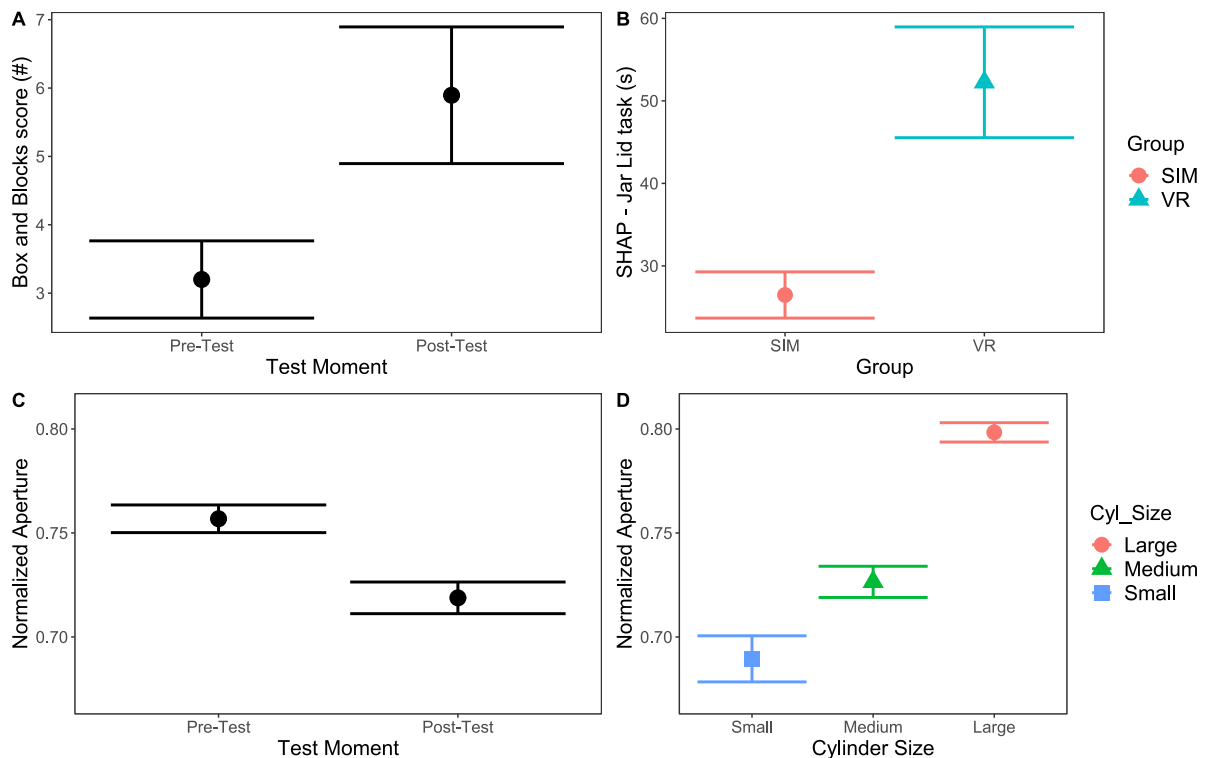 A
Box and Blocks score (#)
7
6
5
4
3
Pre-Test
Post-Test
Test Moment
B
SHAP - Jar Lid task (s)
60
50
40
30
SIM
VR
Group
Group
SIM
VR
C
Normalized Aperture
0.80
0.75
0.70
Pre-Test
Post-Test
Test Moment
D
Normalized Aperture
0.80
0.75
0.70
Small
Medium
Large
Cylinder Size
Cyl_Size
Large
Medium
Small